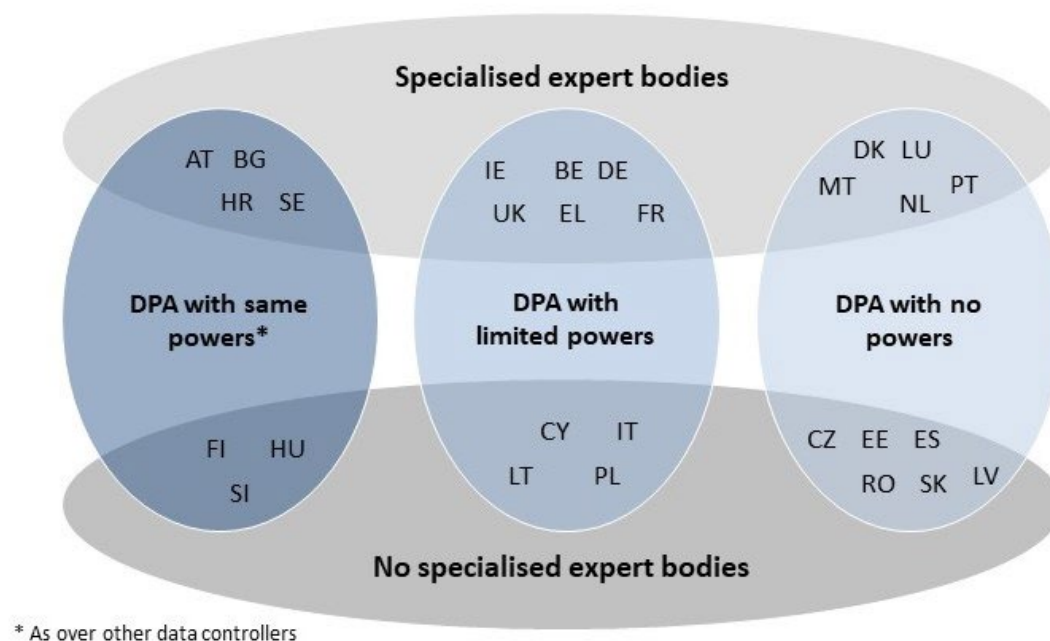 Specialised expert bodies
AT BG
HR SE
IE BE DE
UK EL FR
DK LU
MT PT
NL
DPA with same
powers*
DPA with
limited powers
DPA with no
powers
FI HU
SI
CY IT
LT PL
CZ EE ES
RO SK LV
No specialised expert bodies
* As over other data controllers